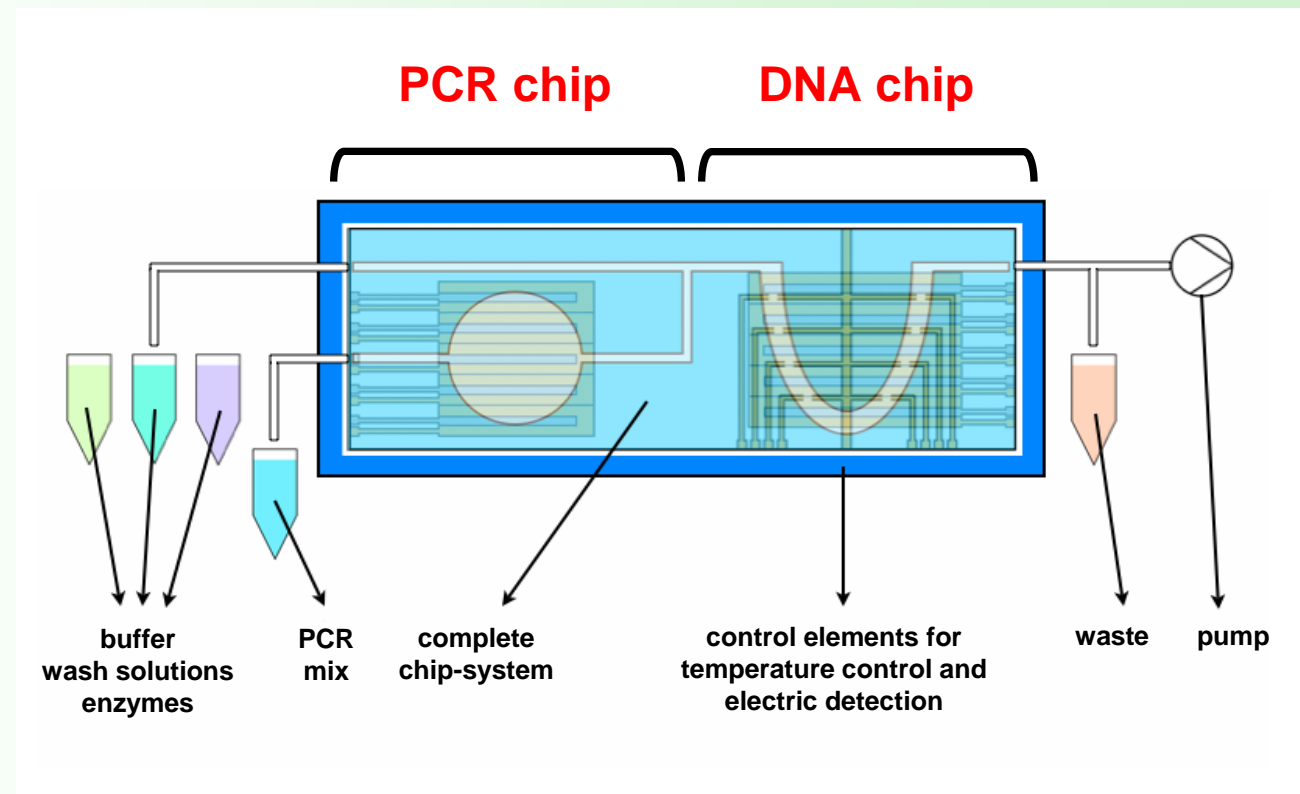 PCR chip
DNA chip
buffer
wash solutions
enzymes
PCR
mix
complete
chip-system
control elements for
temperature control and
electric detection
waste
pump